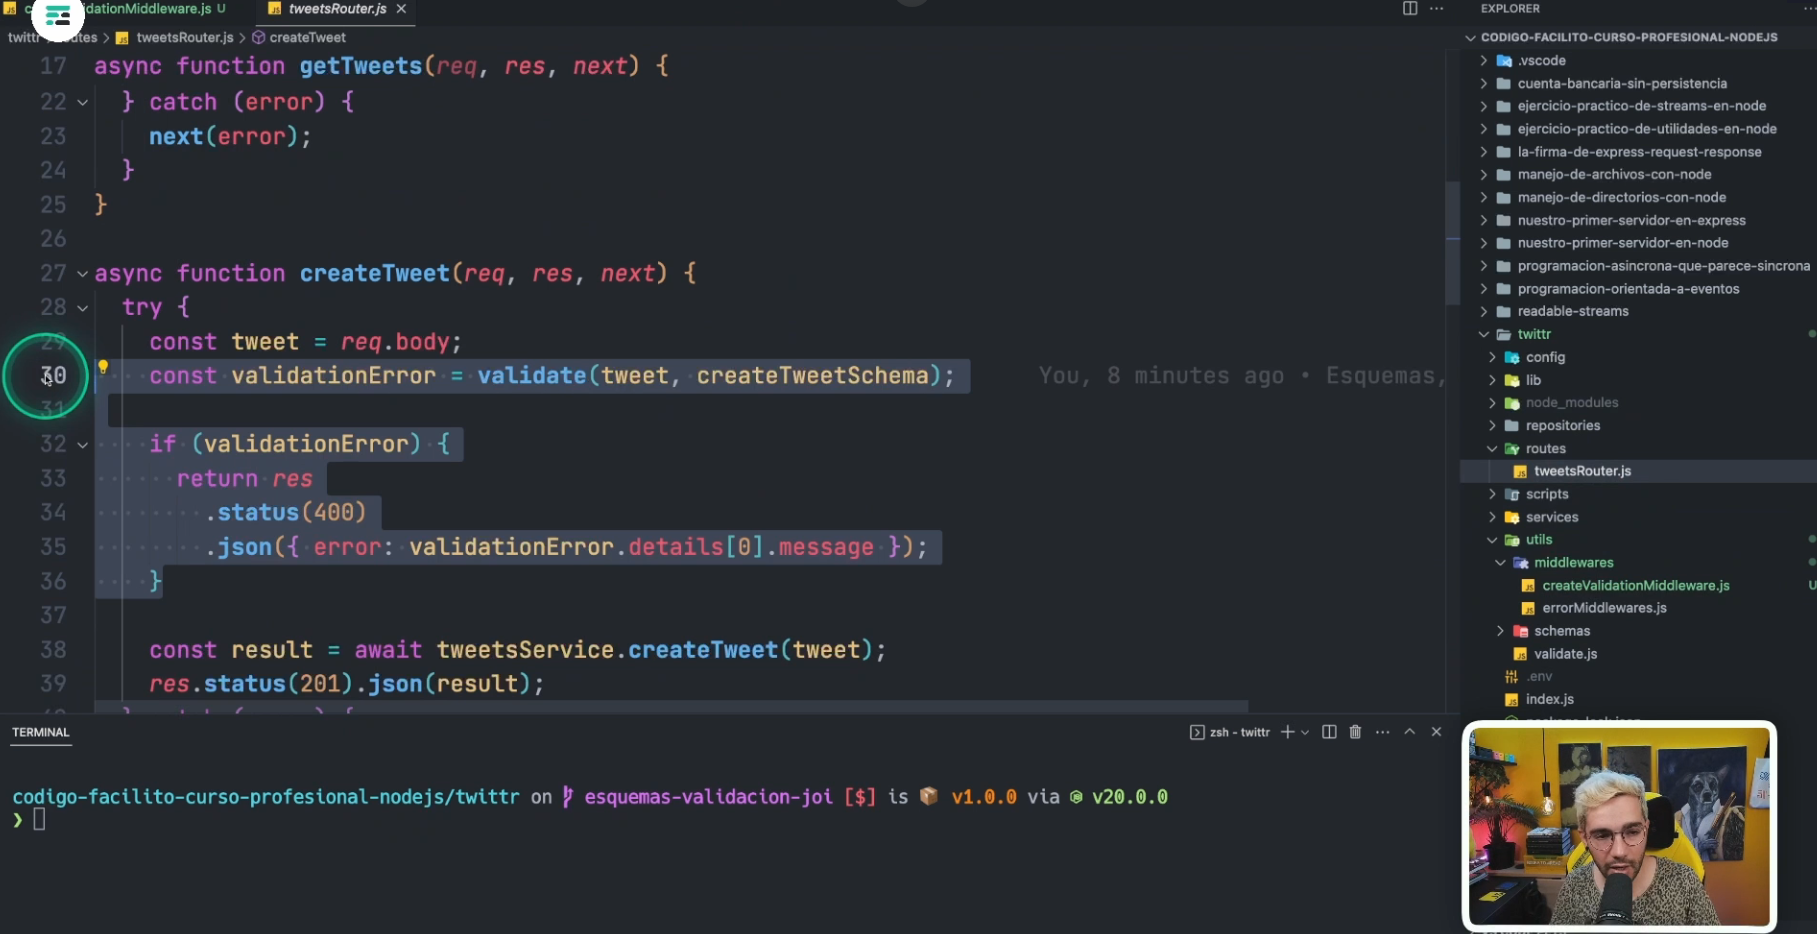 idationMiddleware.js U
tweetsRouter.js
EXPLORER
tweetsRouter.js > createTweet
CODIGO-FACILITO-CURSO-PROFESIONAL-NODEJS
17 async function getTweets(req, res, next) {
22 } catch (error) {
23 next(error);
24 }
25 }
26
27 async function createTweet(req, res, next) {
28 try {
29 const tweet = req.body;
30 const validationError = validate(tweet, createTweetSchema); You, 8 minutes ago • Esquemas,
31
32 if (validationError) {
33 return res
34 .status(400)
35 .json({ error: validationError.details[0].message });
36 }
37
38 const result = await tweetsService.createTweet(tweet);
39 res.status(201).json(result);
.vscode
cuenta-bancaria-sin-persistencia
ejercicio-practico-de-streams-en-node
ejercicio-practico-de-utilidades-en-node
la-firma-de-express-request-response
manejo-de-archivos-con-node
manejo-de-directorios-con-node
nuestro-primer-servidor-en-express
nuestro-primer-servidor-en-node
programacion-asincrona-que-parece-sincrona
programacion-orientada-a-eventos
readable-streams
twittr
config
lib
node_modules
repositories
routes
tweetsRouter.js
scripts
services
utils
middlewares
createValidationMiddleware.js U
errorMiddlewares.js
schemas
validate.js
.env
index.js
TERMINAL
zsh - twittr
codigo-facilito-curso-profesional-nodejs/twittr on esquemas-validacion-joi [$] is 📦 v1.0.0 via v20.0.0
❯